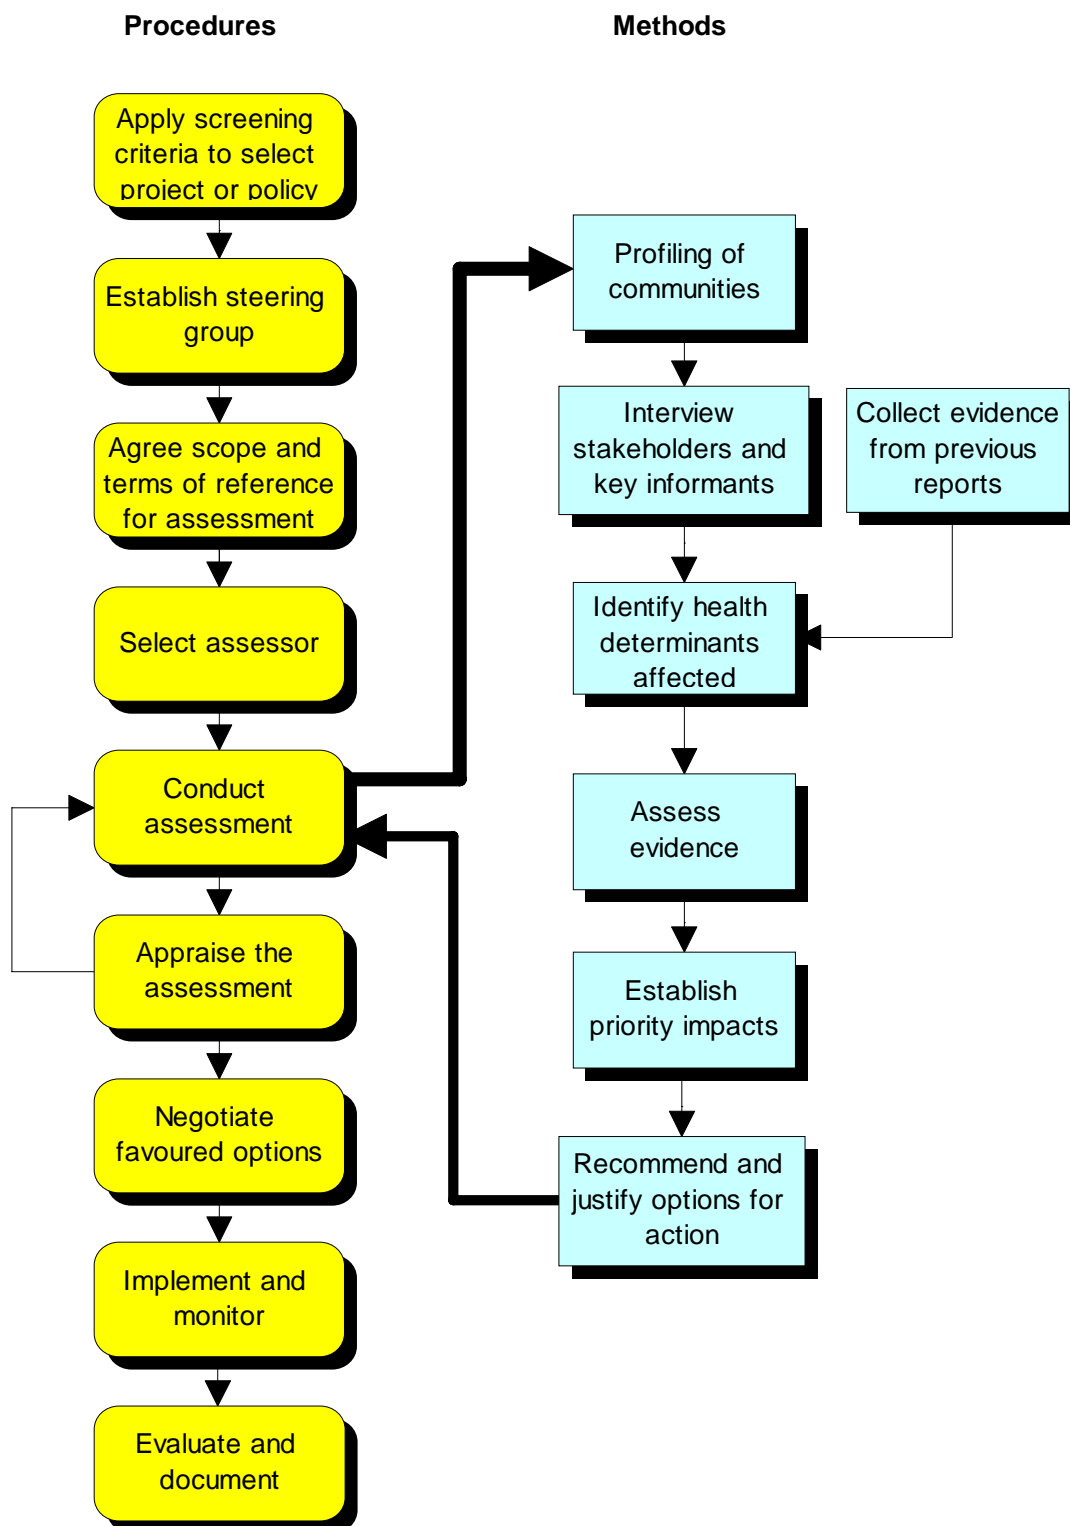 Procedures
Methods
Apply screening
criteria to select
project or policy
Establish steering
group
Agree scope and
terms of reference
for assessment
Select assessor
Conduct
assessment
Appraise the
assessment
Negotiate
favoured options
Implement and
monitor
Evaluate and
document
Profiling of
communities
Interview
stakeholders and
key informants
Collect evidence
from previous
reports
Identify health
determinants
affected
Assess
evidence
Establish
priority impacts
Recommend and
justify options for
action